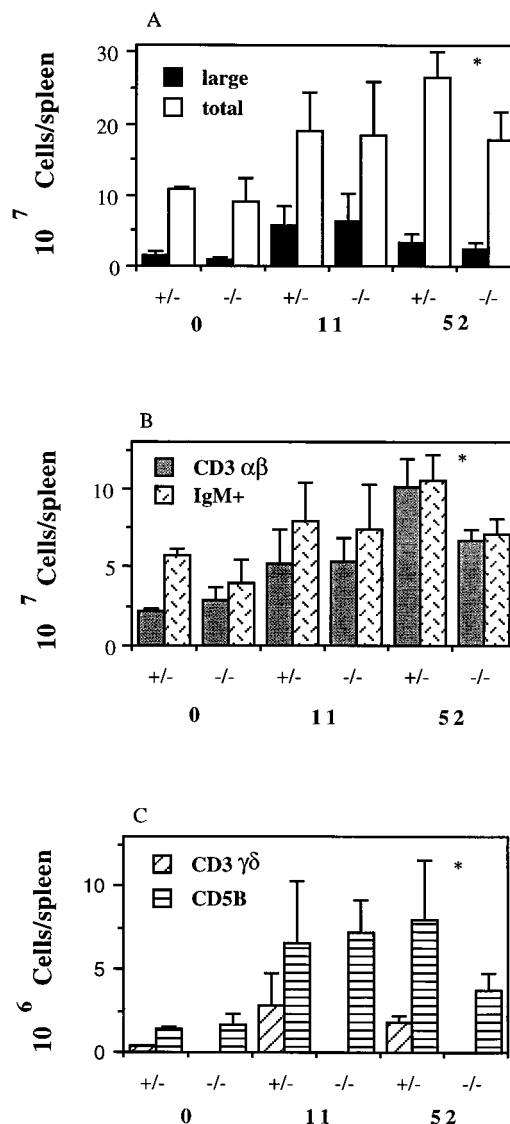 A
30
20
10
0
10 7 Cells/spleen
large
total
*
+/- -/- +/- -/- +/- -/-
0 11 52
B
10
5
0
10 7 Cells/spleen
CD3 αβ
IgM+
*
+/- -/- +/- -/- +/- -/-
0 11 52
C
10
5
0
10 6 Cells/spleen
CD3 γδ
CD5B
*
+/- -/- +/- -/- +/- -/-
0 11 52